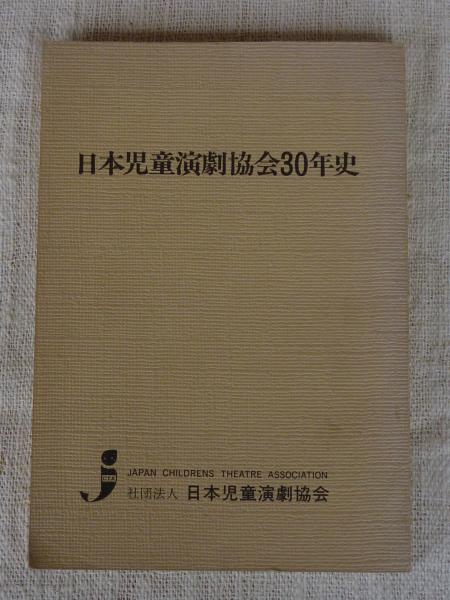 日本児童演劇協会30年史
CTA
JAPAN CHILDRENS THEATRE ASSOCIATION
社団法人 日本児童演劇協会